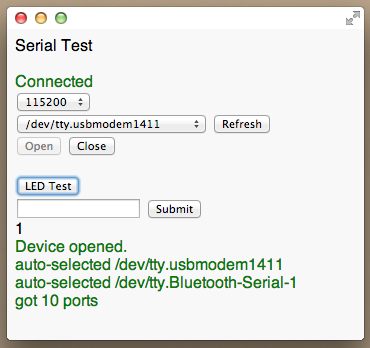 Serial Test
Connected
115200
/dev/tty.usbmodem1411 Refresh
Open Close
LED Test
Submit
1
Device opened.
auto-selected /dev/tty.usbmodem1411
auto-selected /dev/tty.Bluetooth-Serial-1
got 10 ports